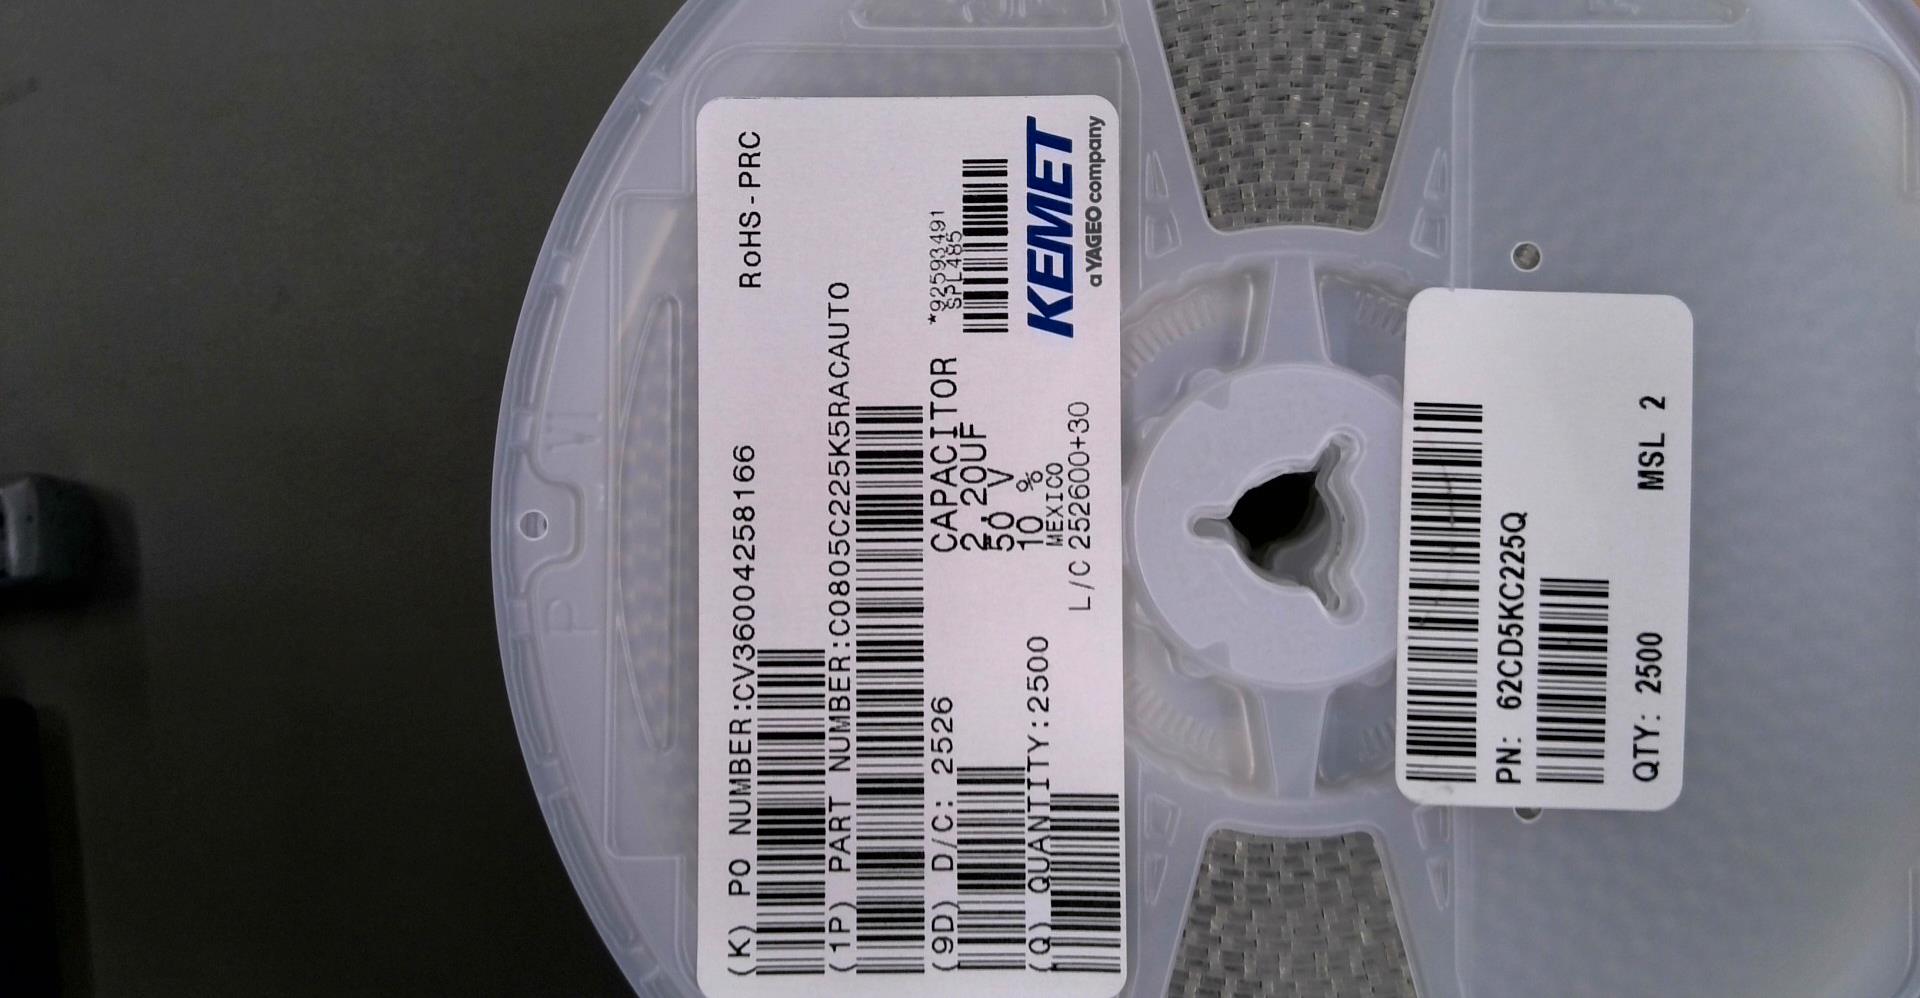 RoHS-PRC
(K) PO NUMBER:CV36004258166
(1P) PART NUMBER:C0805C225K5RACAUTO
(9D) D/C: 2526
(Q) QUANTITY:2500
CAPACITOR
2.20UF
50 V
10 %
MEXICO
L/C252600+30
*92593491
SPL485
KEMET
a YAGEO company
PN: 62CD5KC225Q
QTY: 2500 MSL 2